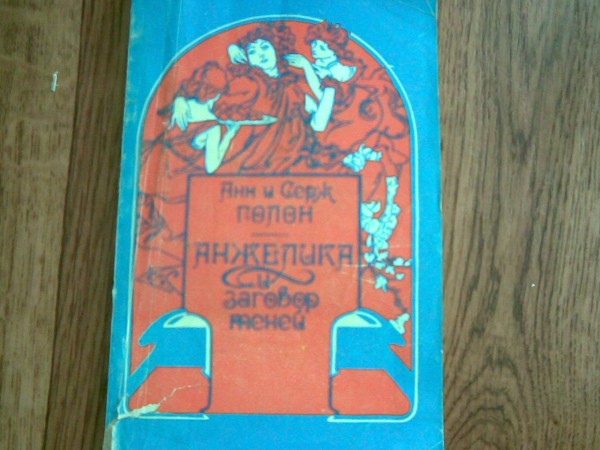 Анн и Серж
ГОЛОН
АНЖЕЛИКА
и
заговор
теней